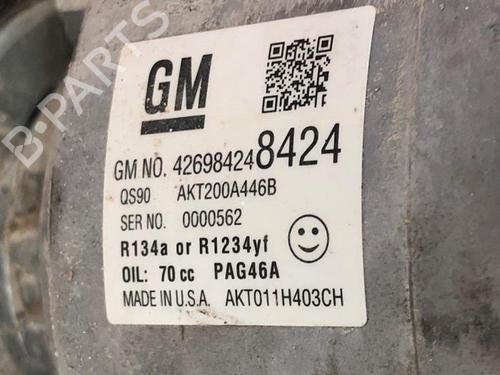 B-PARTS
GM
GM NO. 42698424 8424
QS90 AKT200A446B
SER NO. 0000562
R134a or R1234yf
OIL: 70 cc PAG46A
MADE IN U.S.A. AKT011H403CH